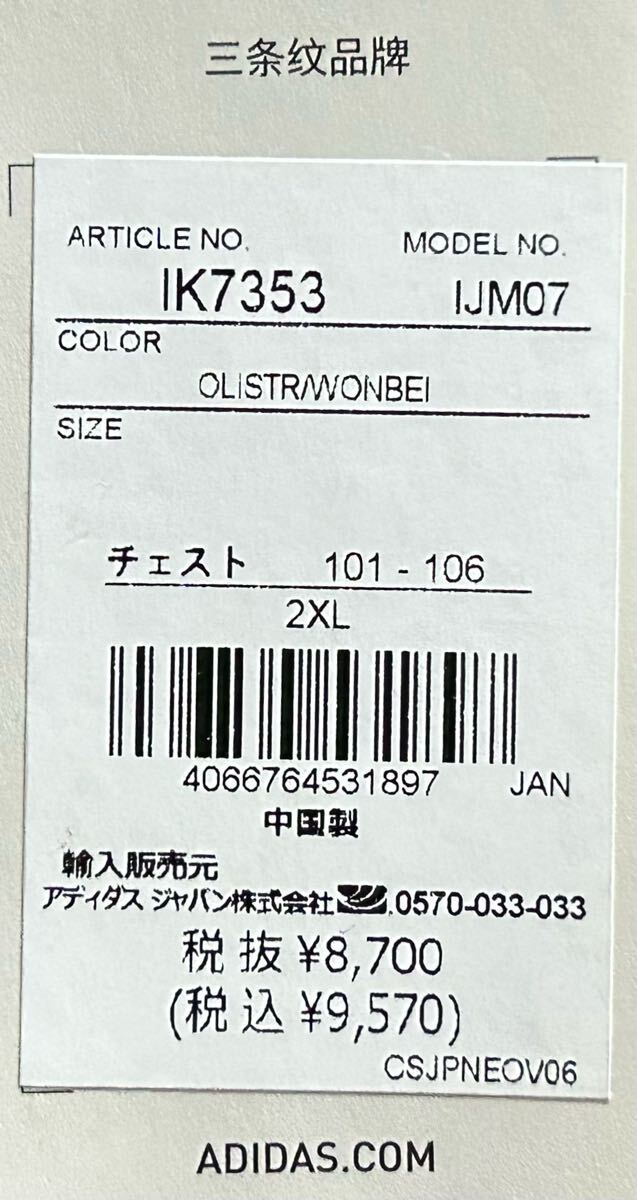 三条纹品牌
ARTICLE NO. MODEL NO.
IK7353 IJM07
COLOR
OLISTR/WONBEI
SIZE
チェスト 101 - 106
2XL
4066764531897 JAN
中国製
輸入販売元
アディダス ジャパン株式会社 0570-033-033
税抜 ¥8,700
(税込 ¥9,570)
CSJPNEOV06
ADIDAS.COM